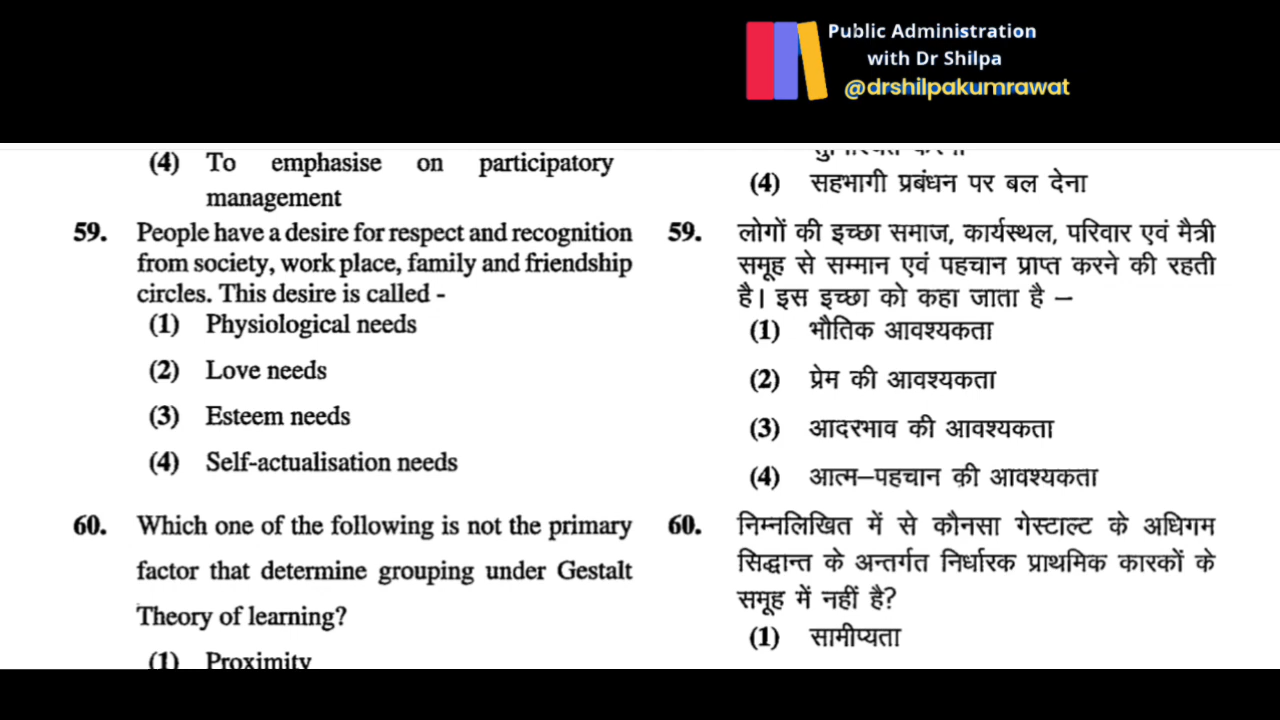 Public Administration
with Dr Shilpa
@drshilpakumrawat
(4) To emphasise on participatory
management
59. People have a desire for respect and recognition
from society, work place, family and friendship
circles. This desire is called -
(1) Physiological needs
(2) Love needs
(3) Esteem needs
(4) Self-actualisation needs
60. Which one of the following is not the primary
factor that determine grouping under Gestalt
Theory of learning?
(1) Proximity
(4) सहभागी प्रबंधन पर बल देना
59. लोगों की इच्छा समाज, कार्यस्थल, परिवार एवं मैत्री
समूह से सम्मान एवं पहचान प्राप्त करने की रहती
है। इस इच्छा को कहा जाता है –
(1) भौतिक आवश्यकता
(2) प्रेम की आवश्यकता
(3) आदरभाव की आवश्यकता
(4) आत्म–पहचान की आवश्यकता
60. निम्नलिखित में से कौनसा गेस्टाल्ट के अधिगम
सिद्धान्त के अन्तर्गत निर्धारक प्राथमिक कारकों के
समूह में नहीं है?
(1) सामीप्यता